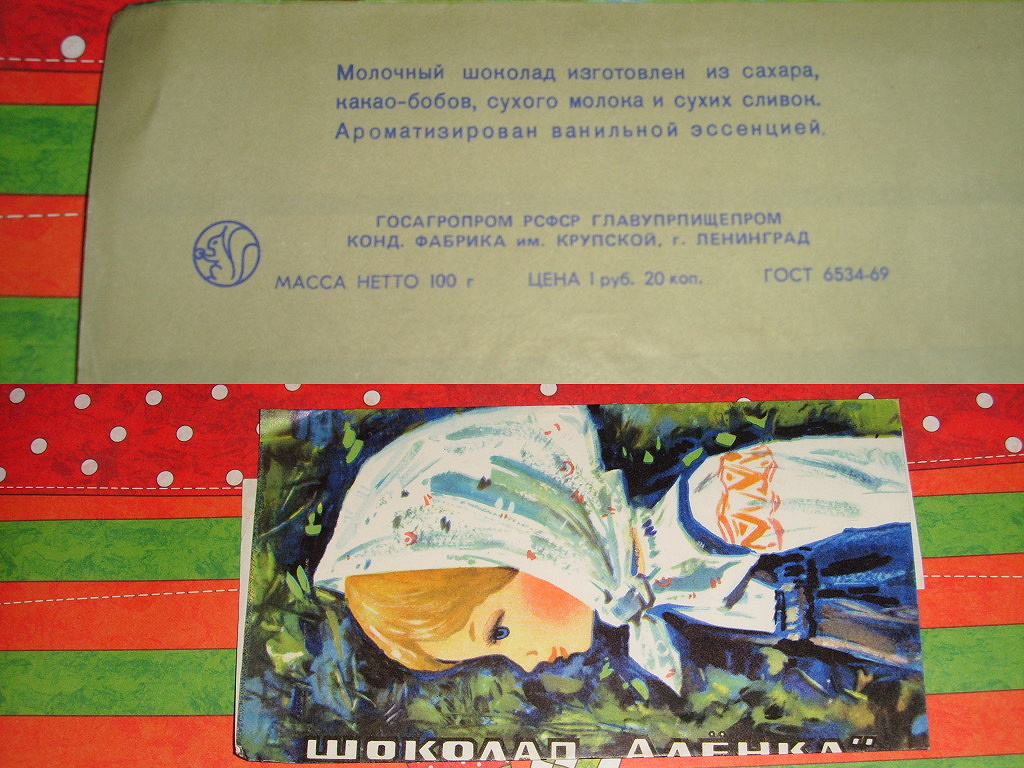 Молочный шоколад изготовлен из сахара,
какао-бобов, сухого молока и сухих сливок.
Ароматизирован ванильной эссенцией.
ГОСАГРОПРОМ РСФСР ГЛАВУПРПИЩЕПРОМ
КОНД. ФАБРИКА им. КРУПСКОЙ, г. ЛЕНИНГРАД
МАССА НЕТТО 100 г ЦЕНА 1 руб. 20 коп. ГОСТ 6534-69
ШОКОЛАД АЛЁНКА"